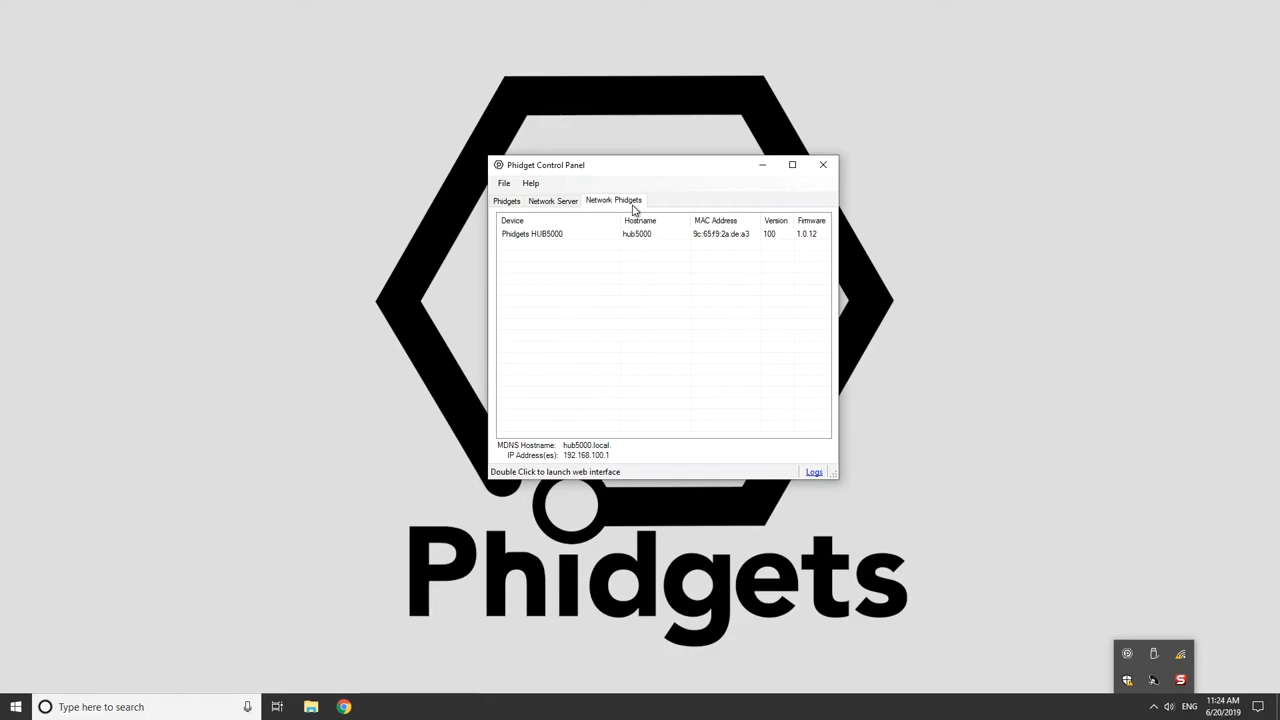 Phidget Control Panel
File Help
Phidgets Network Server Network Phidgets
Device Hostname MAC Address Version Firmware
Phidgets HUB5000 hub5000 9c:65:f9:2a:de:a3 100 1.0.12
MDNS Hostname: hub5000.local.
IP Address(es): 192.168.100.1
Double Click to launch web interface Logs
Phidgets
Type here to search
ENG
11:24 AM
6/20/2019